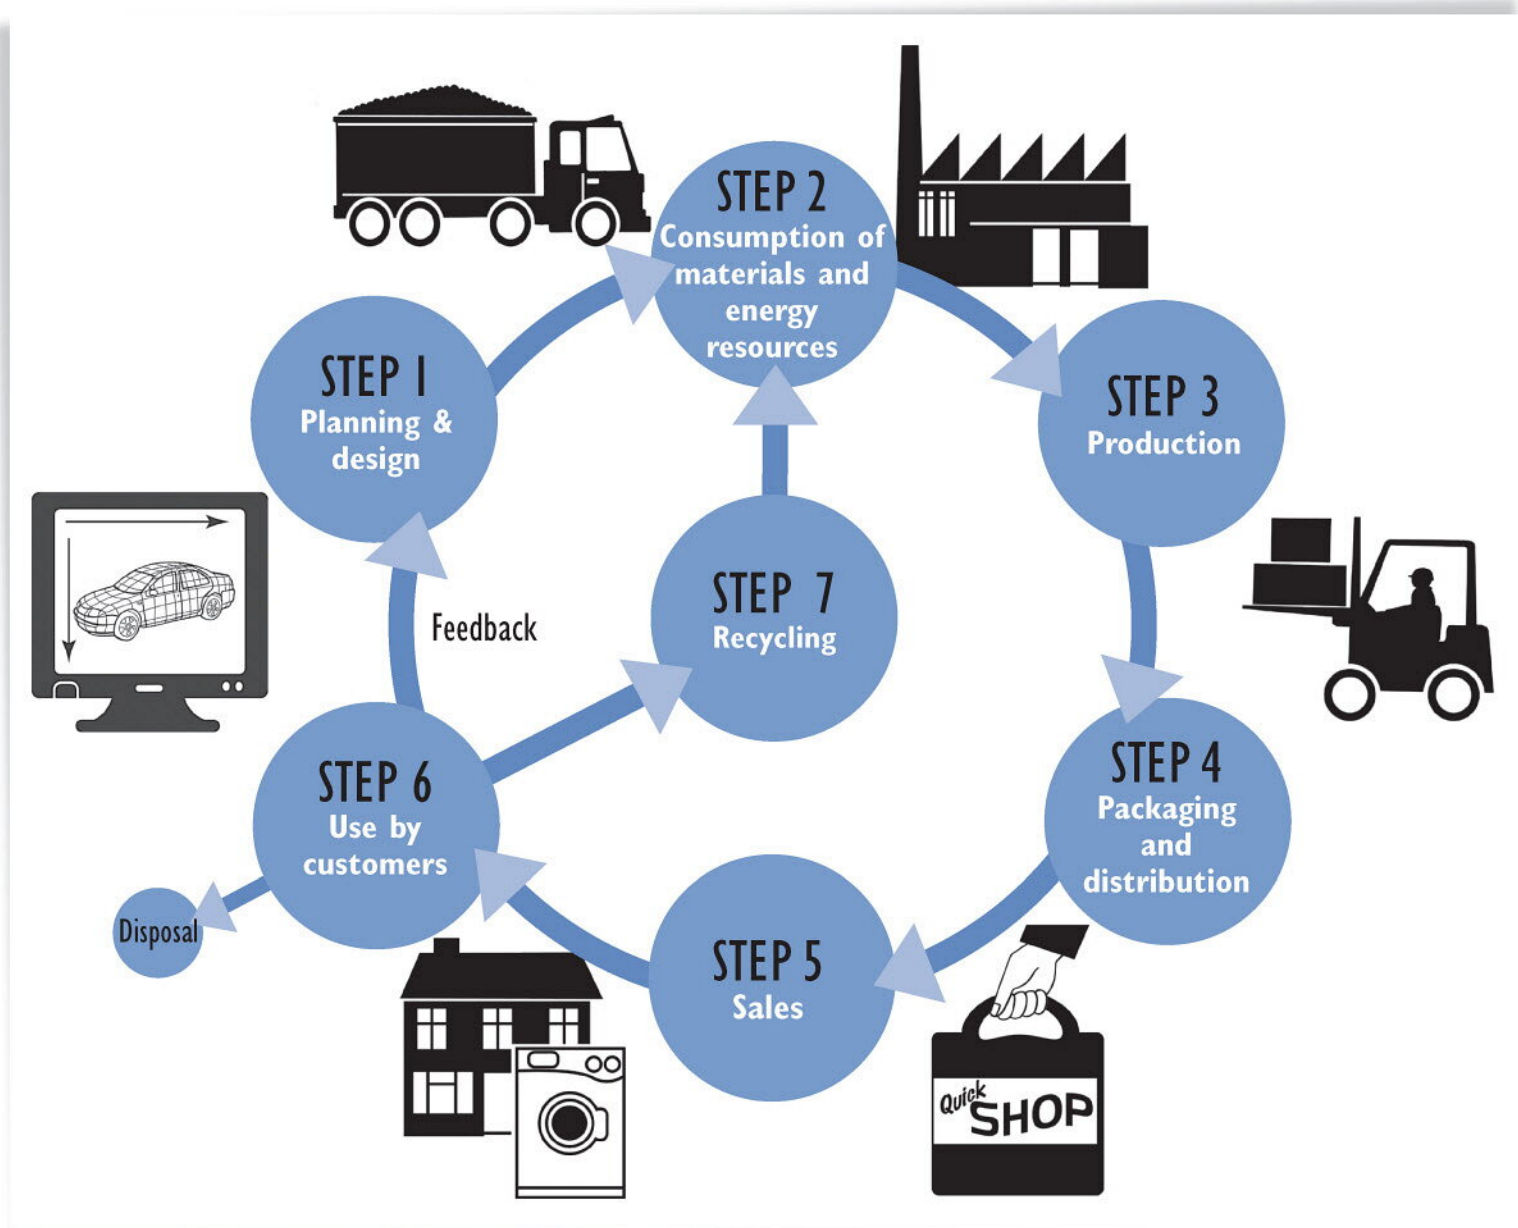 STEP 1
Planning &
design
STEP 2
Consumption of
materials and
energy
resources
STEP 3
Production
STEP 4
Packaging
and
distribution
STEP 5
Sales
STEP 6
Use by
customers
STEP 7
Recycling
Feedback
Disposal
Quick
SHOP